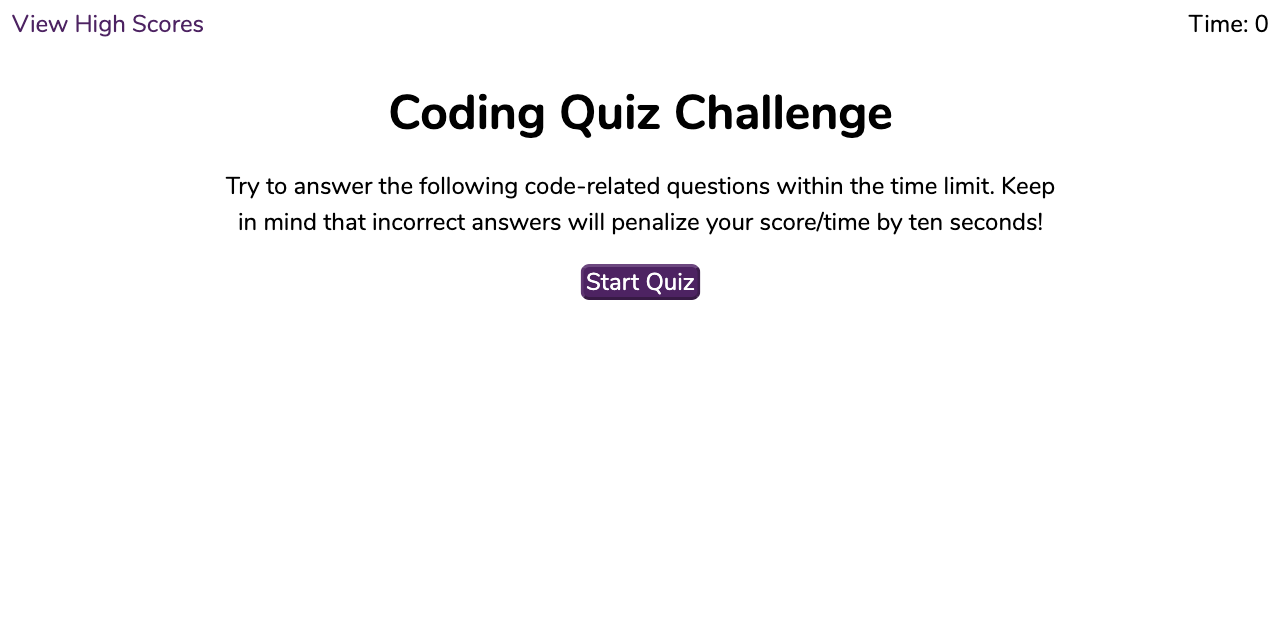 View High Scores
Time: 0
Coding Quiz Challenge
Try to answer the following code-related questions within the time limit. Keep
in mind that incorrect answers will penalize your score/time by ten seconds!
Start Quiz